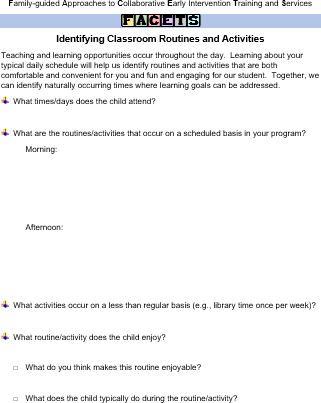 Family-guided Approaches to Collaborative Early Intervention Training and Services
FACETS
Identifying Classroom Routines and Activities
Teaching and learning opportunities occur throughout the day. Learning about your
typical daily schedule will help us identify routines and activities that are both
comfortable and convenient for you and fun and engaging for our student. Together, we
can identify naturally occurring times where learning goals can be addressed.
What times/days does the child attend?
What are the routines/activities that occur on a scheduled basis in your program?
Morning:
Afternoon:
What activities occur on a less than regular basis (e.g., library time once per week)?
What routine/activity does the child enjoy?
What do you think makes this routine enjoyable?
What does the child typically do during the routine/activity?